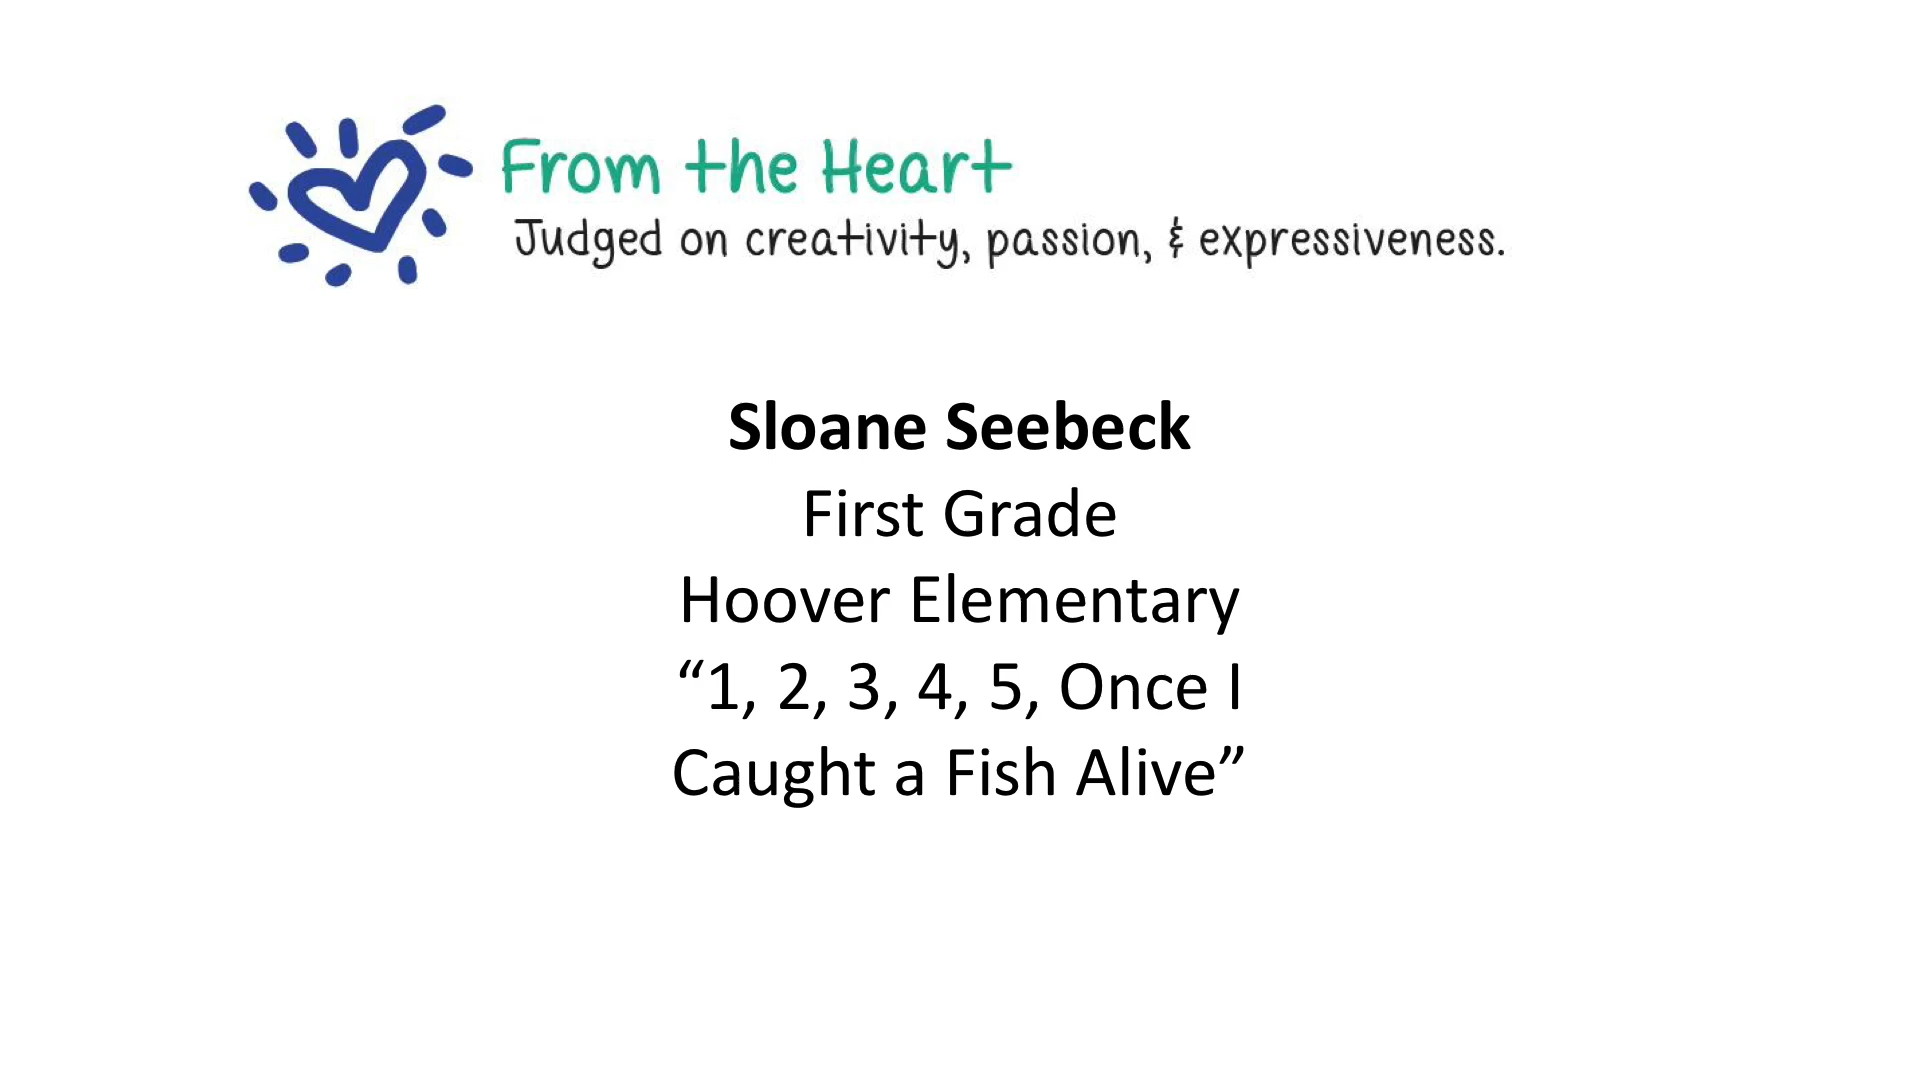 From the Heart
Judged on creativity, passion, & expressiveness.
Sloane Seebeck
First Grade
Hoover Elementary
“1, 2, 3, 4, 5, Once I
Caught a Fish Alive”